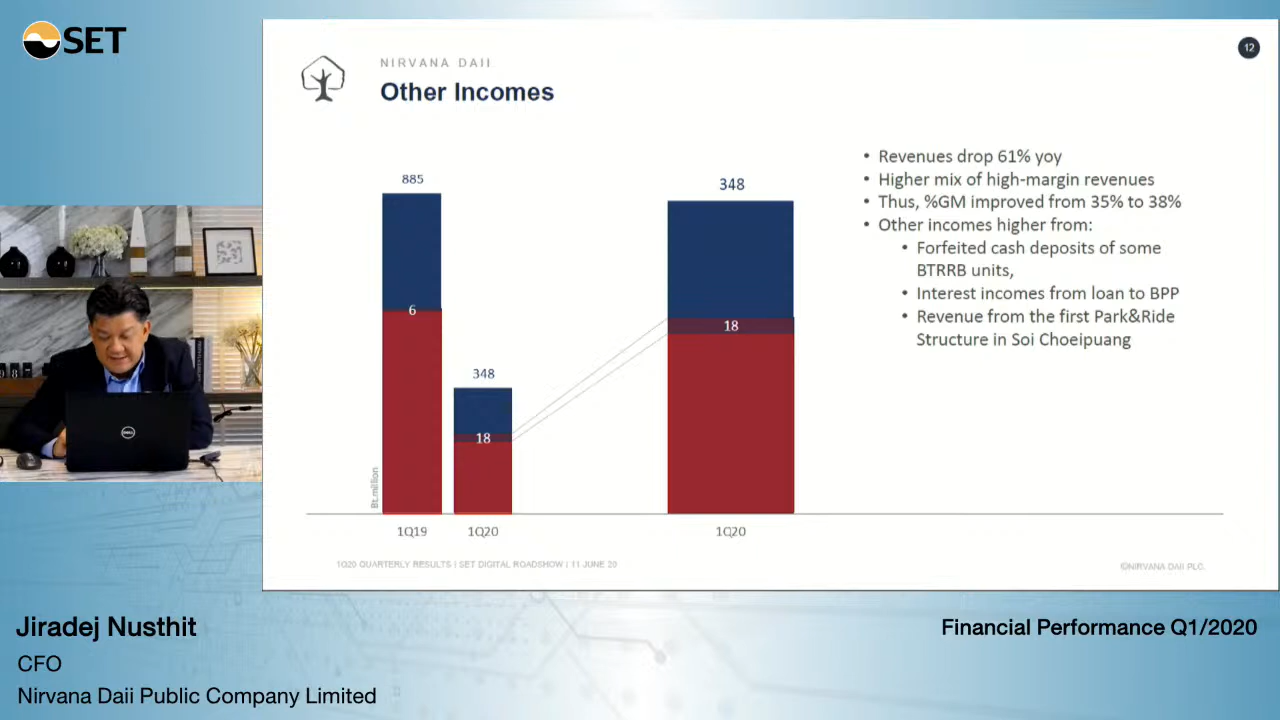 SET
12
NIRVANA DAII
Other Incomes
885
6
348
18
348
18
Bt.million
1Q19
1Q20
1Q20
• Revenues drop 61% yoy
• Higher mix of high-margin revenues
• Thus, %GM improved from 35% to 38%
• Other incomes higher from:
• Forfeited cash deposits of some
BTRRB units,
• Interest incomes from loan to BPP
• Revenue from the first Park&Ride
Structure in Soi Choeipuang
1Q20 QUARTERLY RESULTS | SET DIGITAL ROADSHOW | 11 JUNE 20
©NIRVANA DAII PLC.
DELL
Jiradej Nusthit
CFO
Nirvana Daii Public Company Limited
Financial Performance Q1/2020